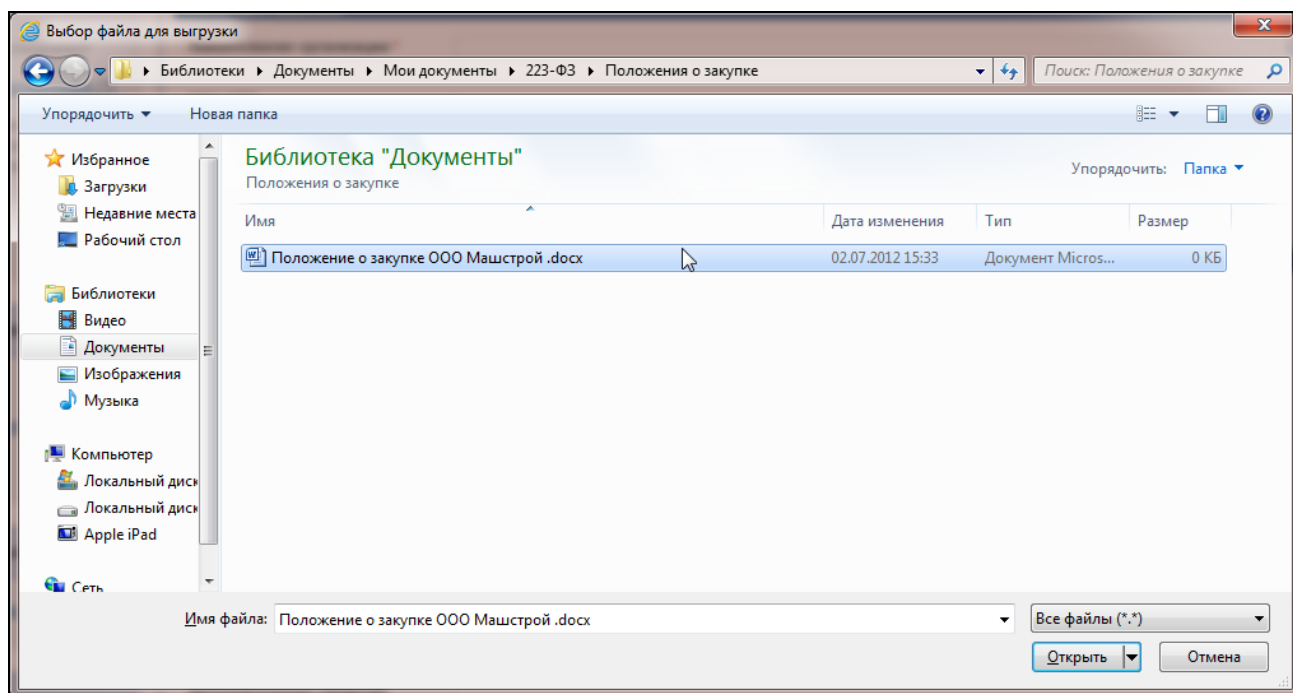 Выбор файла для выгрузки
Библиотеки ▸ Документы ▸ Мои документы ▸ 223-ФЗ ▸ Положения о закупке
Поиск: Положения о закупке
Упорядочить
Новая папка
Избранное
Загрузки
Недавние места
Рабочий стол
Библиотеки
Видео
Документы
Изображения
Музыка
Компьютер
Локальный диск
Локальный диск
Apple iPad
Сеть
Библиотека "Документы"
Положения о закупке
Упорядочить: Папка
Имя Дата изменения Тип Размер
Положение о закупке ООО Машстрой .docx 02.07.2012 15:33 Документ Micros... 0 КБ
Имя файла: Положение о закупке ООО Машстрой .docx
Все файлы (*.*)
Открыть Отмена